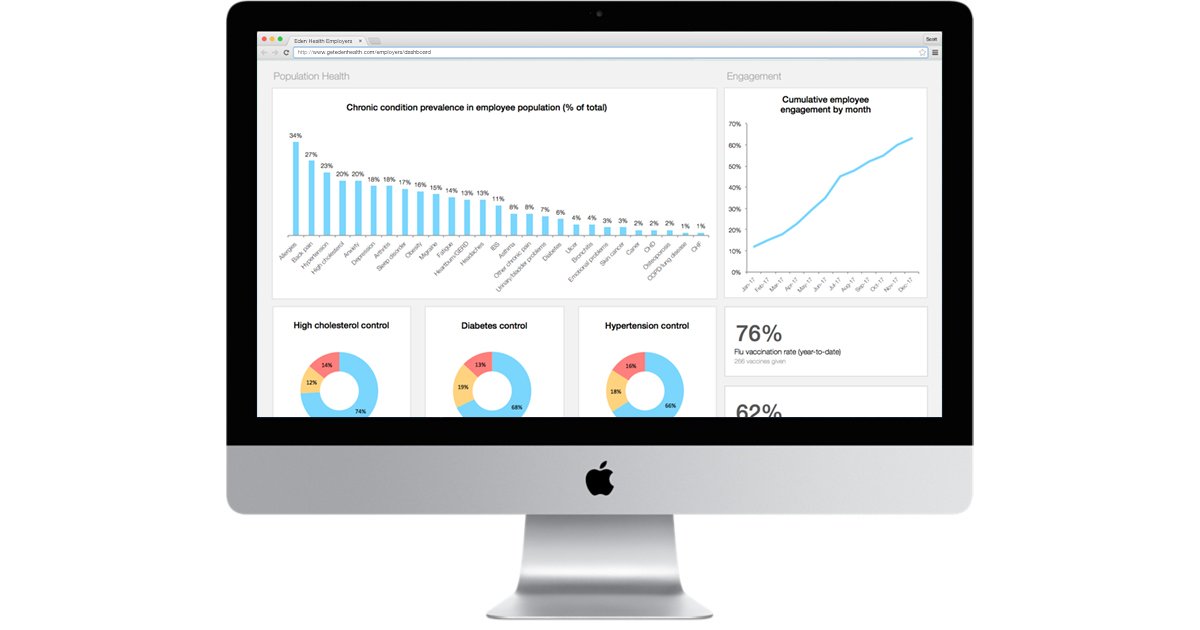 Eden Health Employers
Scott
http://www.getedenhealth.com/employers/dashboard
Population Health
Chronic condition prevalence in employee population (% of total)
34%
27%
23%
20%
20%
18%
18%
17%
16%
15%
14%
13%
13%
11%
8%
8%
7%
6%
4%
4%
3%
3%
2%
2%
2%
1%
1%
Allergies
Back pain
Hypertension
High cholesterol
Anxiety
Depression
Arthritis
Sleep disorder
Obesity
Migraine
Fatigue
Heartburn/GERD
Headaches
IBS
Asthma
Other chronic pain
Urinary/bladder problems
Diabetes
Ulcer
Bronchitis
Emotional problems
Skin cancer
CHD
Osteoporosis
COPD/lung disease
CHF
Engagement
Cumulative employee
engagement by month
70%
60%
50%
40%
30%
20%
10%
0%
Jan-17
Feb-17
Mar-17
Apr-17
May-17
Jun-17
Jul-17
Aug-17
Sep-17
Oct-17
Nov-17
Dec-17
High cholesterol control
14%
12%
74%
Diabetes control
13%
19%
68%
Hypertension control
16%
18%
66%
76%
Flu vaccination rate (year-to-date)
266 vaccines given
62%